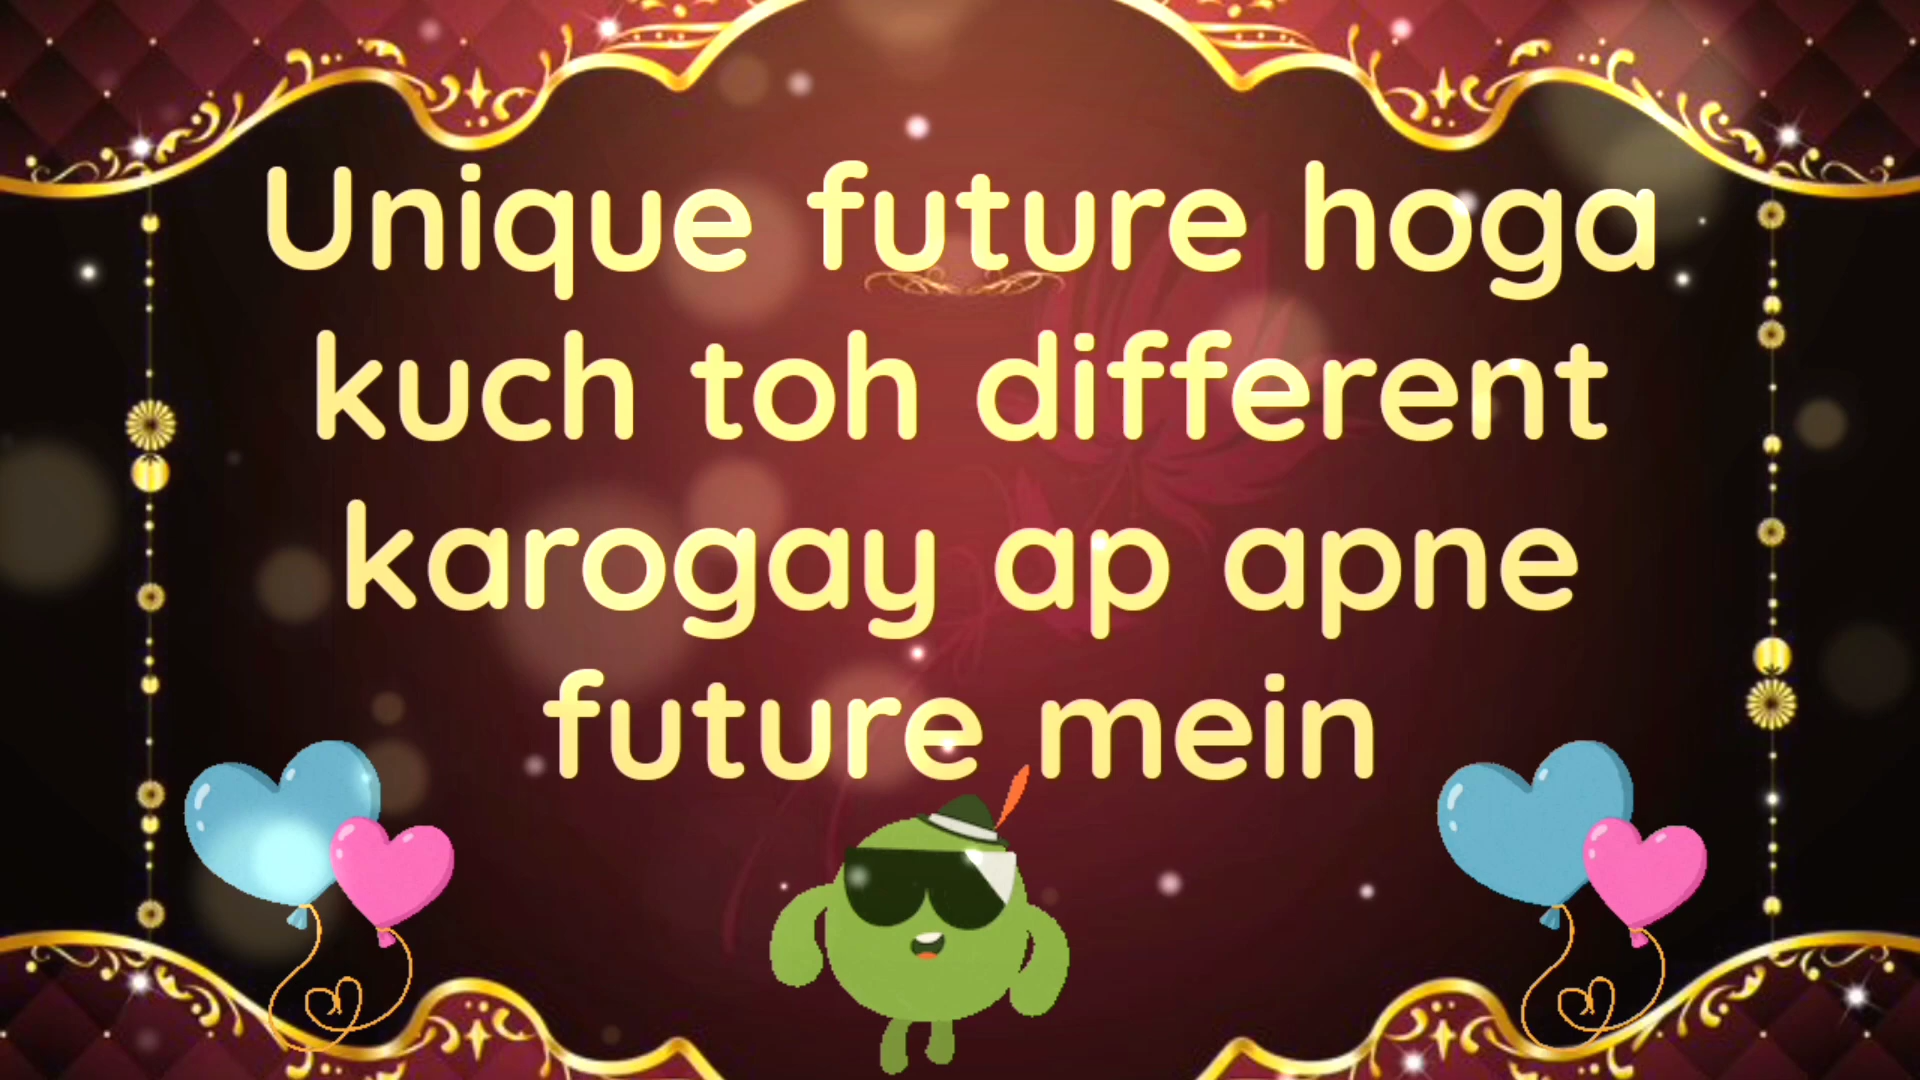 Unique future hoga
kuch toh different
karogay ap apne
future mein